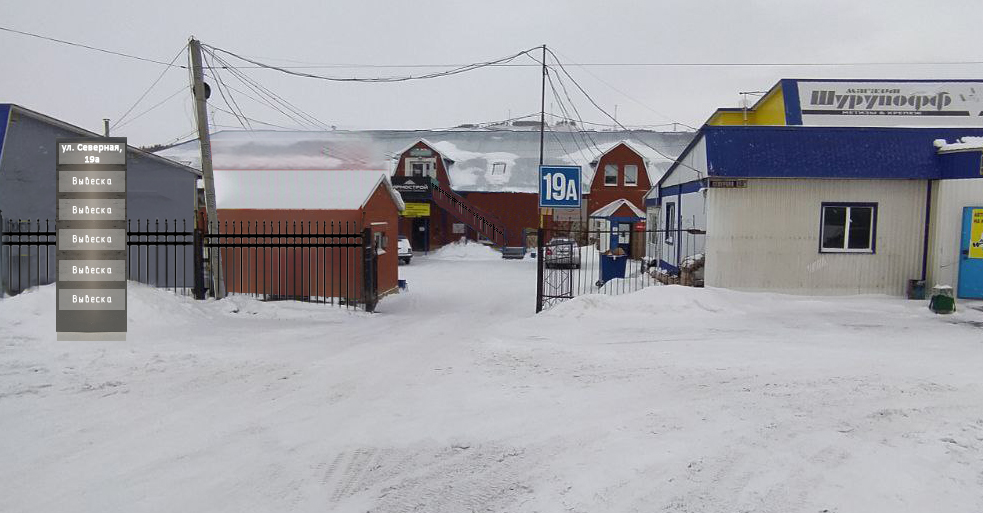 ул. Северная,
19а
Вывеска
Вывеска
Вывеска
Вывеска
Вывеска
19А
магазин
Шурупофф
метизы & крепеж